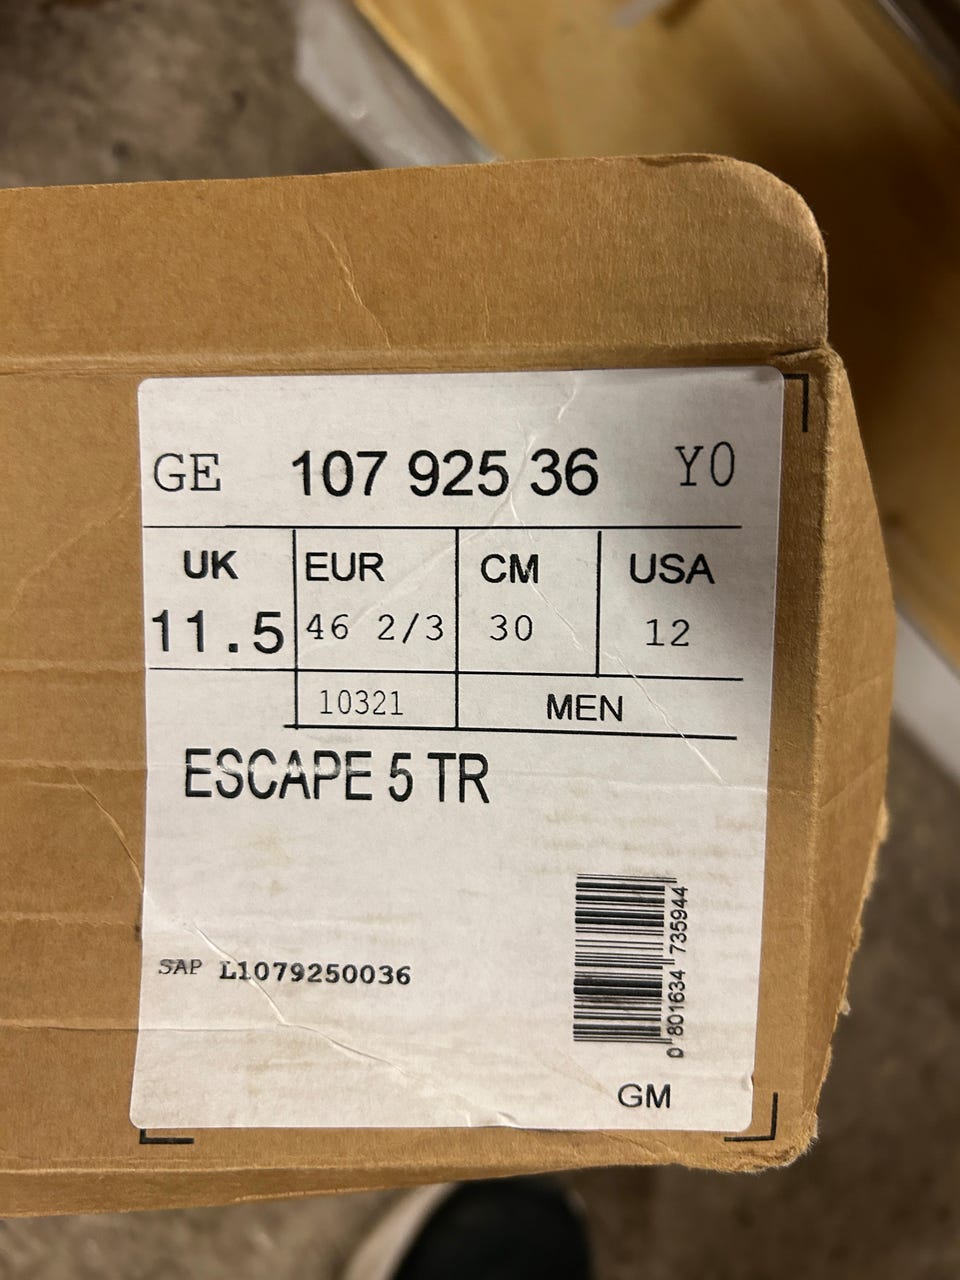 GE 107 925 36 Y0
UK EUR CM USA
11.5 46 2/3 30 12
10321 MEN
ESCAPE 5 TR
SAP L1079250036
0 801634 735944
GM